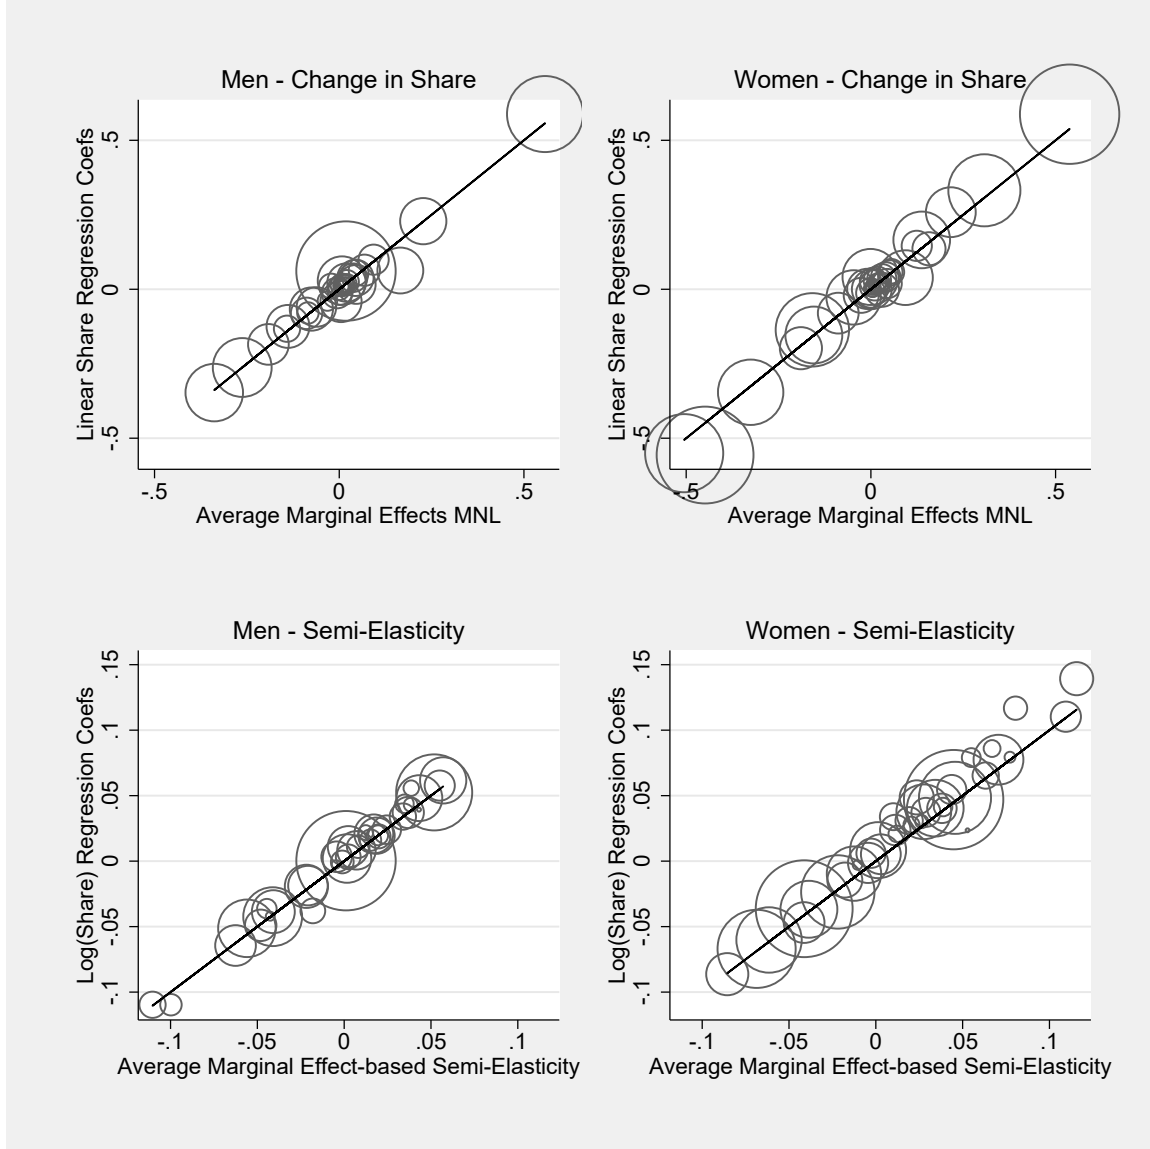 Men - Change in Share
Linear Share Regression Coefs
.5
0
-.5
-.5 0 .5
Average Marginal Effects MNL
Women - Change in Share
Linear Share Regression Coefs
.5
0
-.5
-.5 0 .5
Average Marginal Effects MNL
Men - Semi-Elasticity
Log(Share) Regression Coefs
.15
.1
.05
0
-.05
-.1
-.1 -.05 0 .05 .1
Average Marginal Effect-based Semi-Elasticity
Women - Semi-Elasticity
Log(Share) Regression Coefs
.15
.1
.05
0
-.05
-.1
-.1 -.05 0 .05 .1
Average Marginal Effect-based Semi-Elasticity